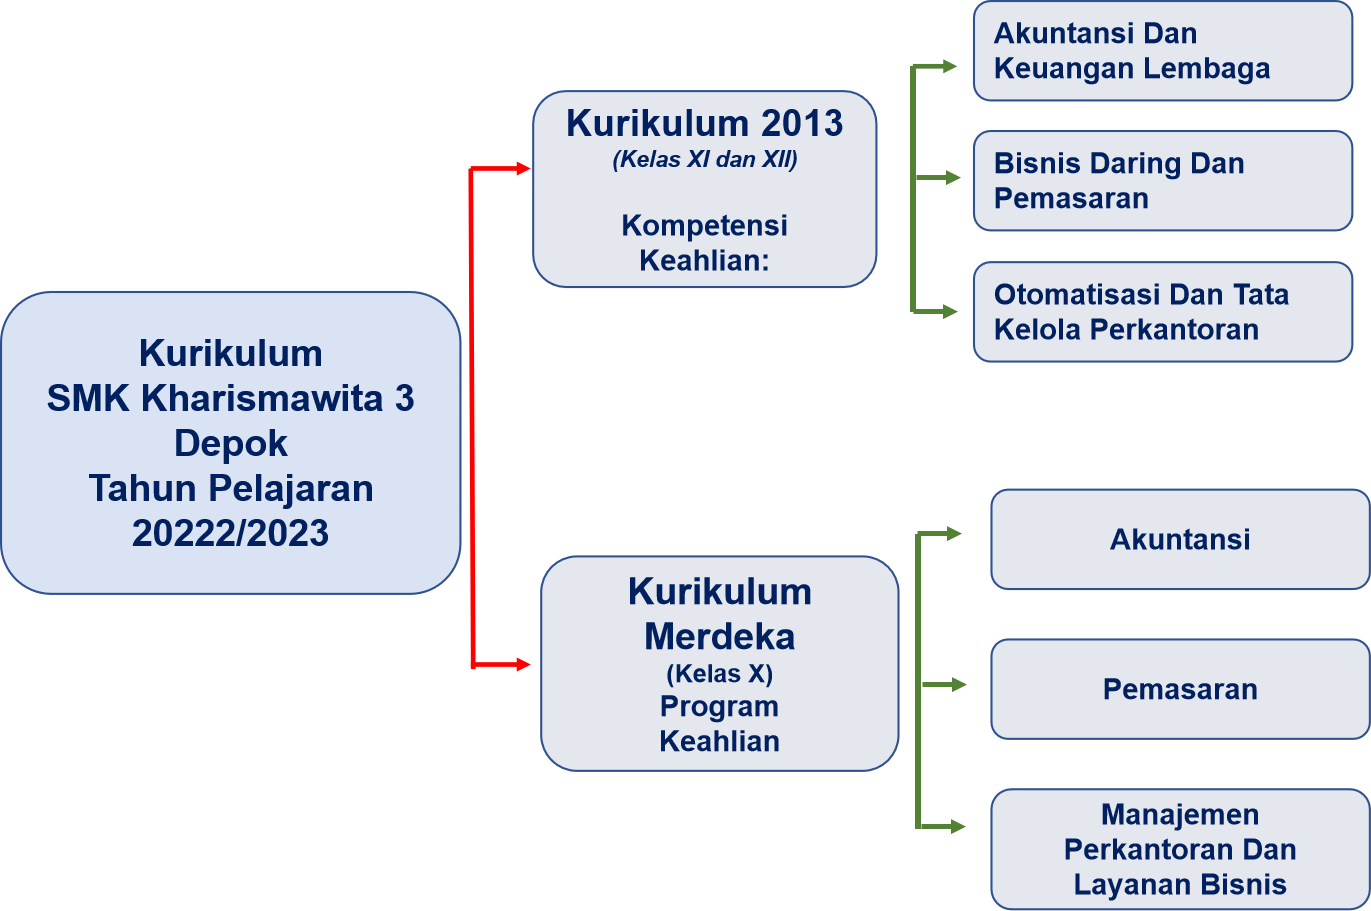 Kurikulum
SMK Kharismawita 3
Depok
Tahun Pelajaran
20222/2023
Kurikulum 2013
(Kelas XI dan XII)
Kompetensi
Keahlian:
Akuntansi Dan
Keuangan Lembaga
Bisnis Daring Dan
Pemasaran
Otomatisasi Dan Tata
Kelola Perkantoran
Kurikulum
Merdeka
(Kelas X)
Program
Keahlian
Akuntansi
Pemasaran
Manajemen
Perkantoran Dan
Layanan Bisnis